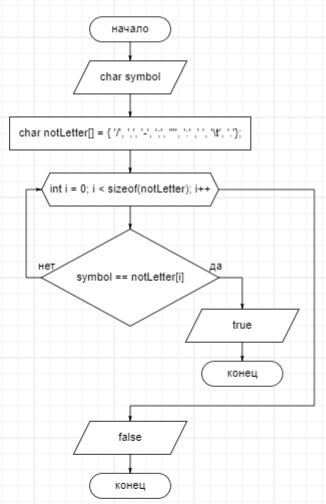 начало
char symbol
char notLetter[] = { '/', ',', '-', ';', '"', ':' ,' ', '\t', '.'};
int i = 0; i < sizeof(notLetter); i++
нет
да
symbol == notLetter[i]
true
конец
false
конец